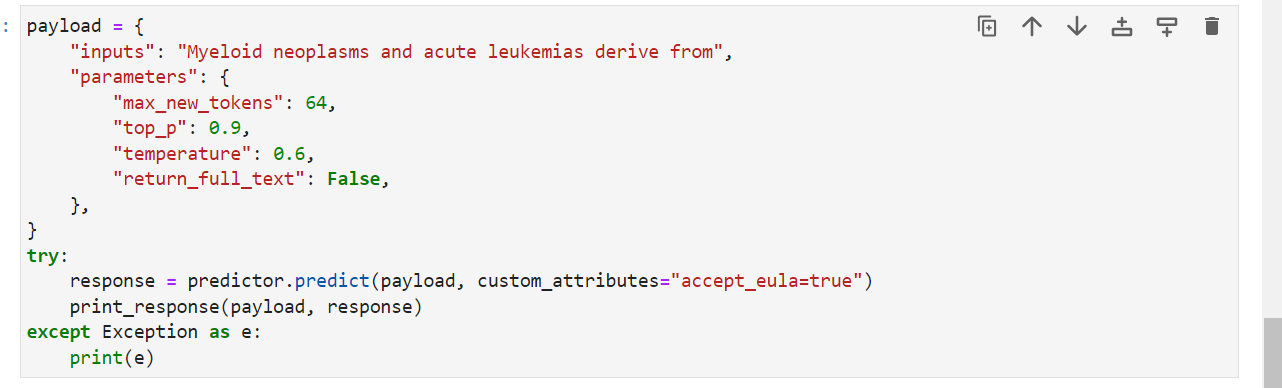 : payload = {
    "inputs": "Myeloid neoplasms and acute leukemias derive from",
    "parameters": {
        "max_new_tokens": 64,
        "top_p": 0.9,
        "temperature": 0.6,
        "return_full_text": False,
    },
}
try:
    response = predictor.predict(payload, custom_attributes="accept_eula=true")
    print_response(payload, response)
except Exception as e:
    print(e)